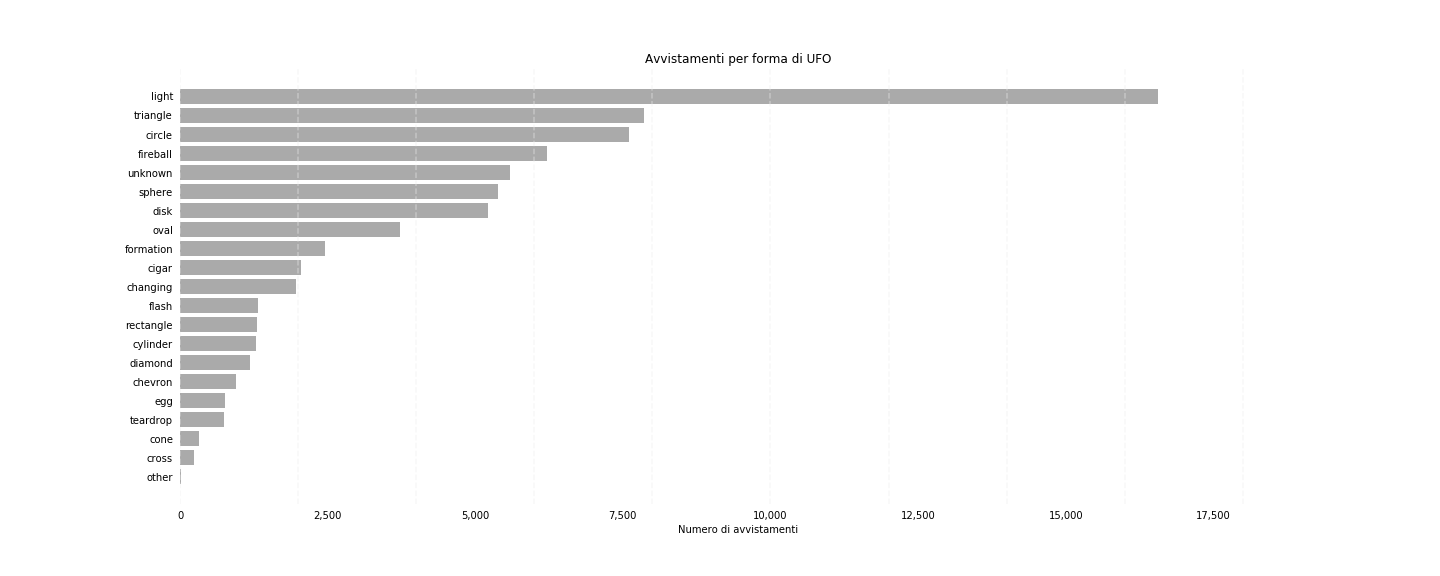 Avvistamenti per forma di UFO
light
triangle
circle
fireball
unknown
sphere
disk
oval
formation
cigar
changing
flash
rectangle
cylinder
diamond
chevron
egg
teardrop
cone
cross
other
0 2,500 5,000 7,500 10,000 12,500 15,000 17,500
Numero di avvistamenti